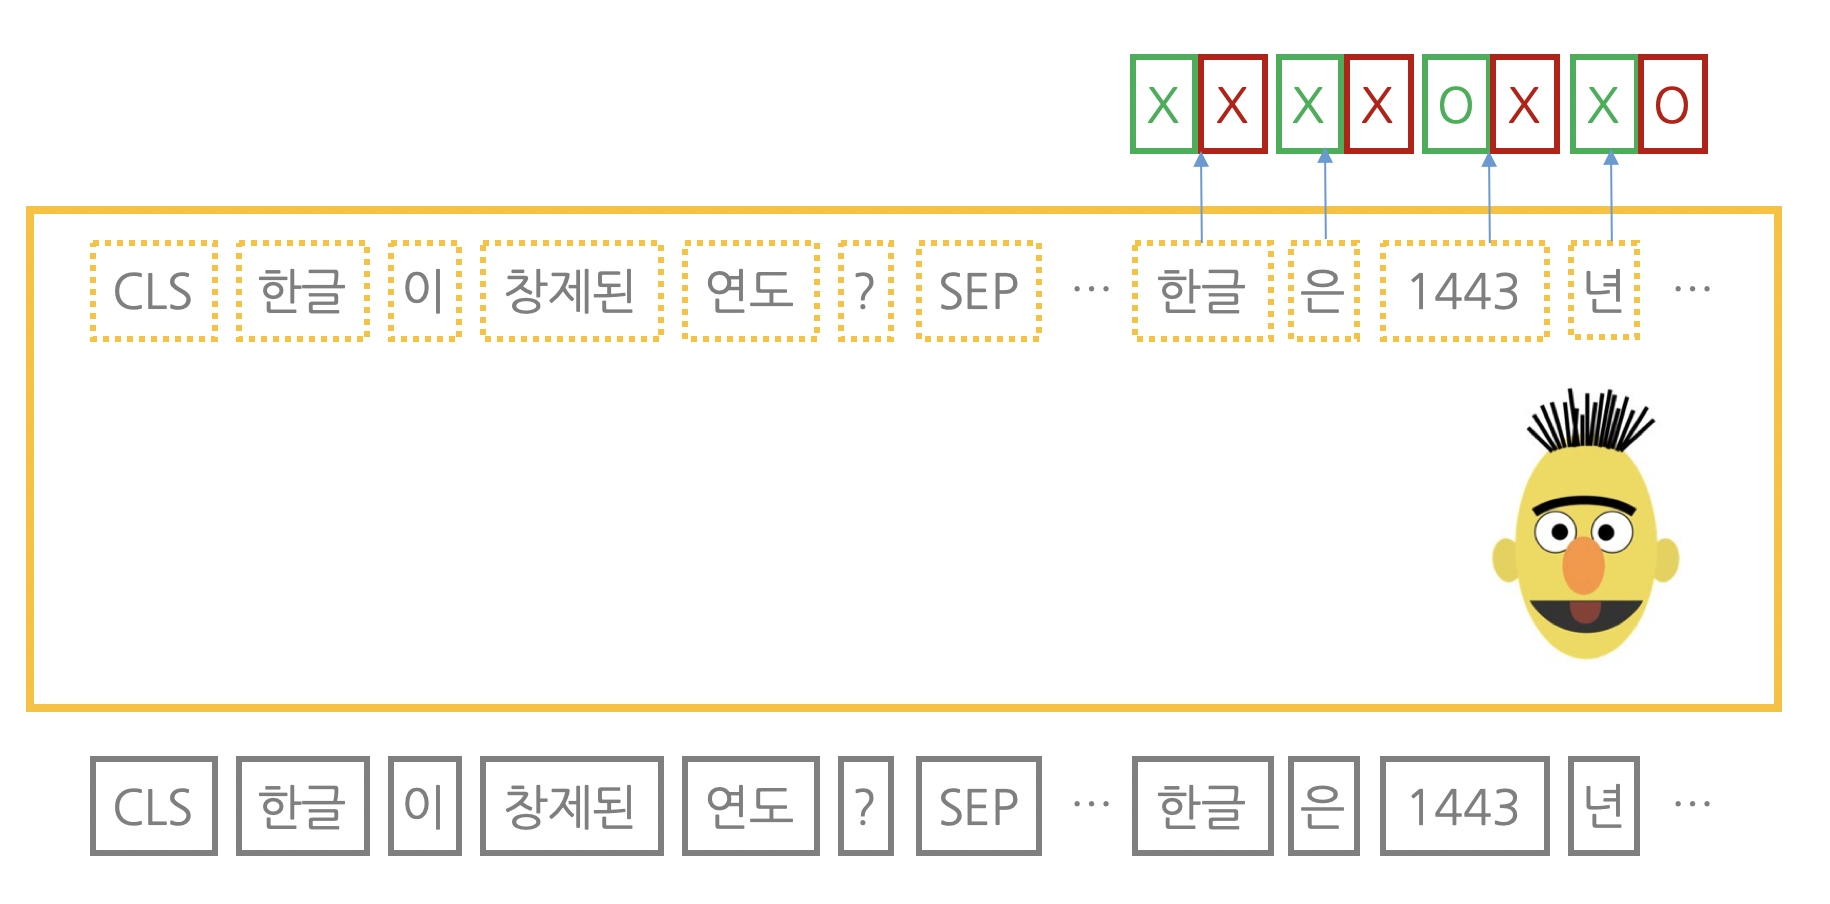 X X X X O X X O
CLS 한글 이 창제된 연도 ? SEP ... 한글 은 1443 년 ...
CLS 한글 이 창제된 연도 ? SEP ... 한글 은 1443 년 ...